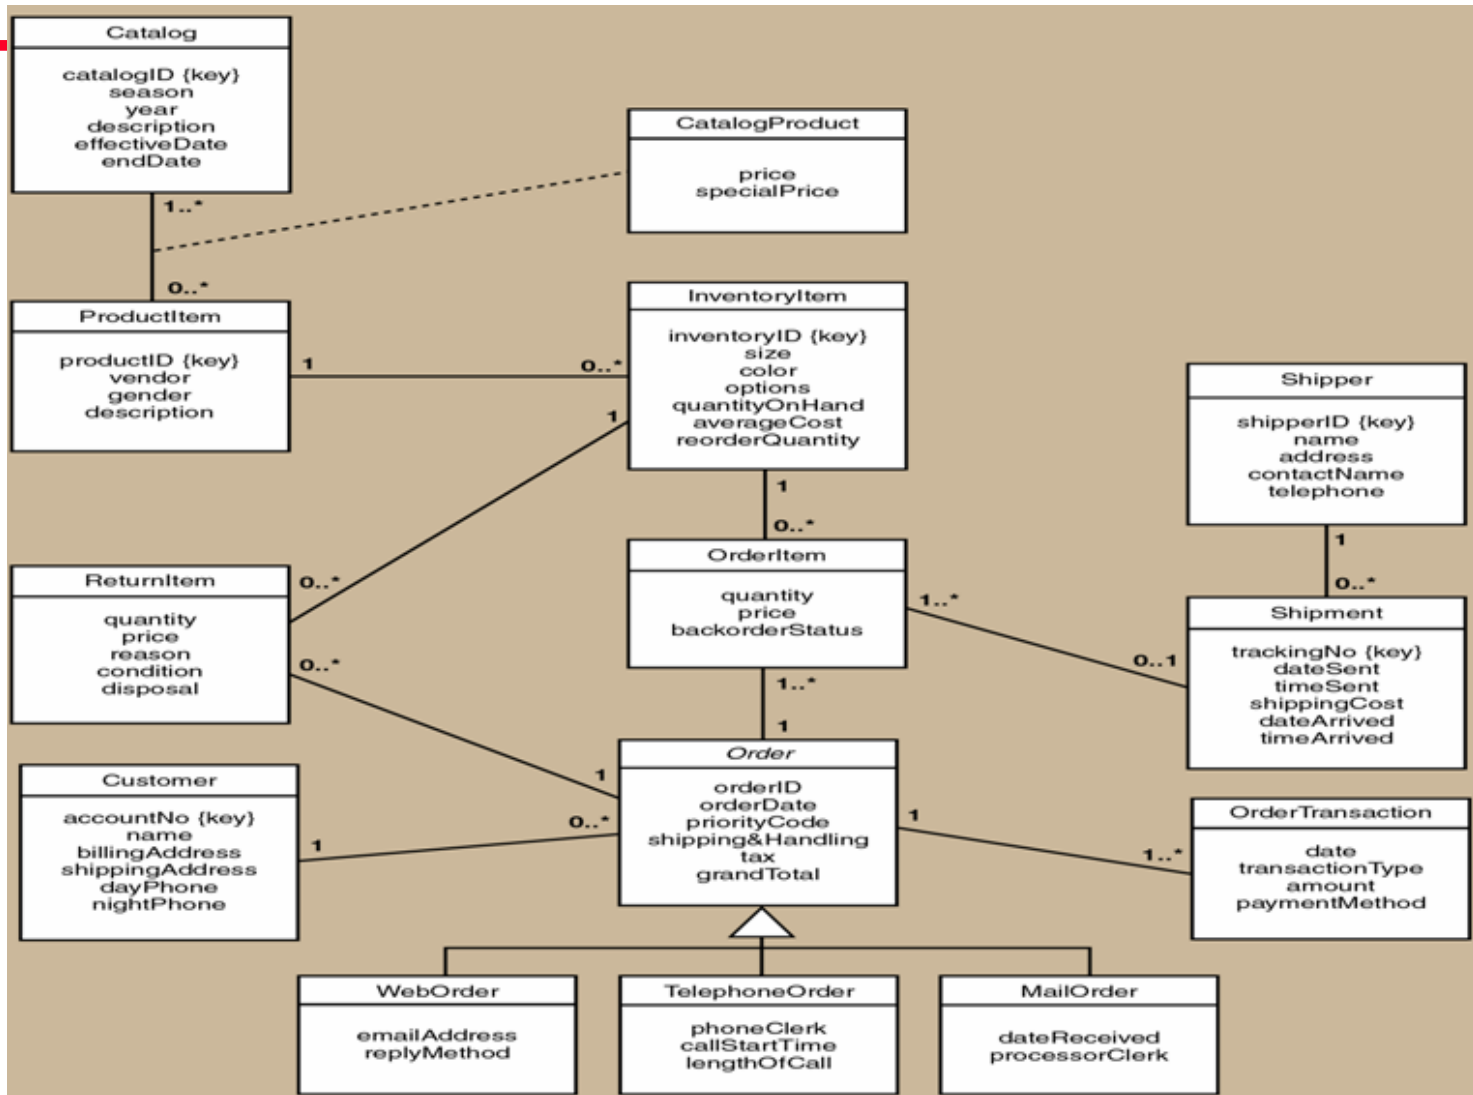 Catalog
catalogID {key}
season
year
description
effectiveDate
endDate
1..*
0..*
CatalogProduct
price
specialPrice
ProductItem
productID {key}
vendor
gender
description
1
0..*
InventoryItem
inventoryID {key}
size
color
options
quantityOnHand
averageCost
reorderQuantity
1
1
0..*
Shipper
shipperID {key}
name
address
contactName
telephone
1
0..*
ReturnItem
quantity
price
reason
condition
disposal
0..*
0..*
OrderItem
quantity
price
backorderStatus
1..*
0..1
1..*
1
Shipment
trackingNo {key}
dateSent
timeSent
shippingCost
dateArrived
timeArrived
Customer
accountNo {key}
name
billingAddress
shippingAddress
dayPhone
nightPhone
1
0..*
1
Order
orderID
orderDate
priorityCode
shipping&Handling
tax
grandTotal
1
1..*
OrderTransaction
date
transactionType
amount
paymentMethod
WebOrder
emailAddress
replyMethod
TelephoneOrder
phoneClerk
callStartTime
lengthOfCall
MailOrder
dateReceived
processorClerk